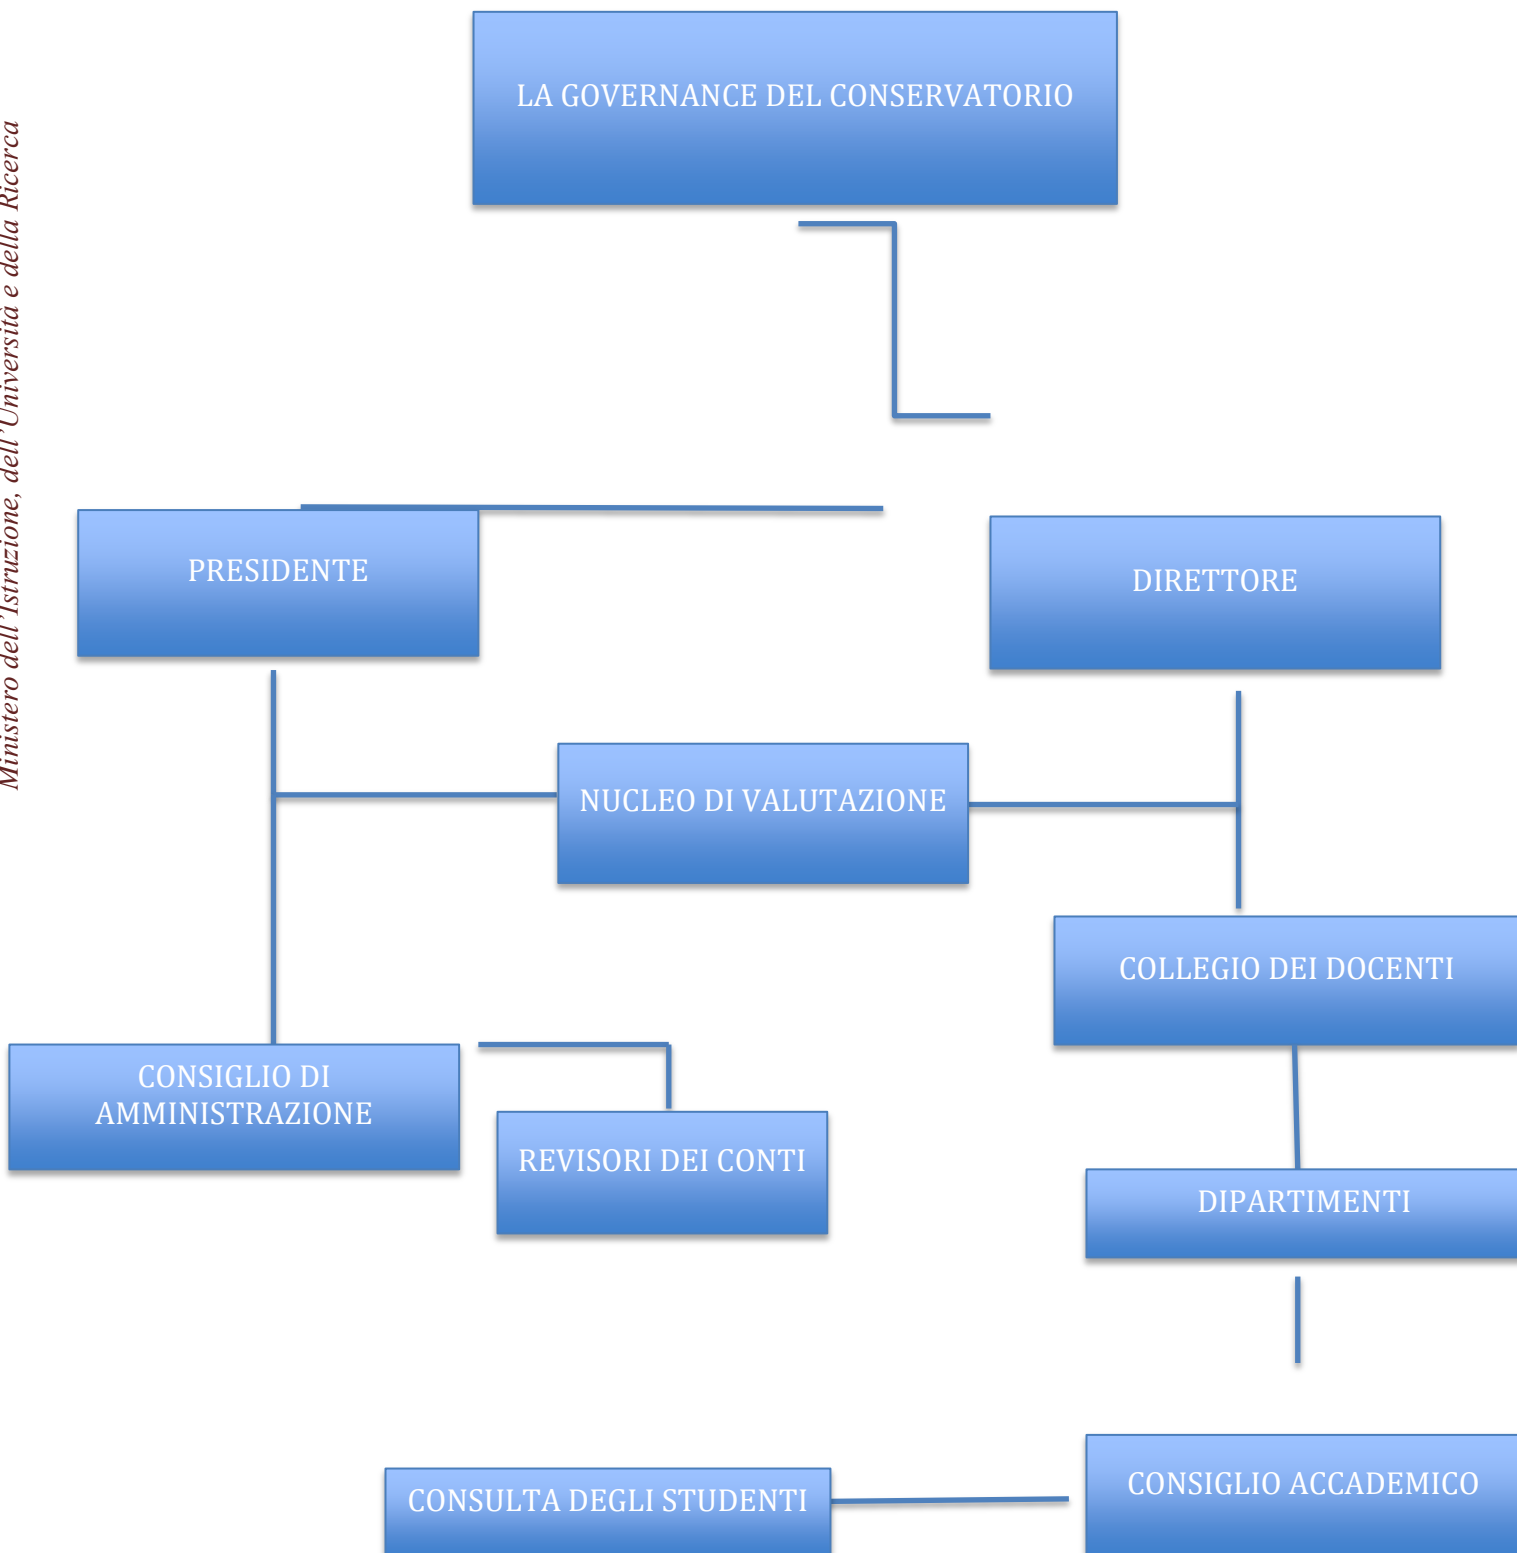 LA GOVERNANCE DEL CONSERVATORIO
Ministero dell'Istruzione, dell'Università e della Ricerca
PRESIDENTE
DIRETTORE
NUCLEO DI VALUTAZIONE
COLLEGIO DEI DOCENTI
CONSIGLIO DI
AMMINISTRAZIONE
REVISORI DEI CONTI
DIPARTIMENTI
CONSULTA DEGLI STUDENTI
CONSIGLIO ACCADEMICO